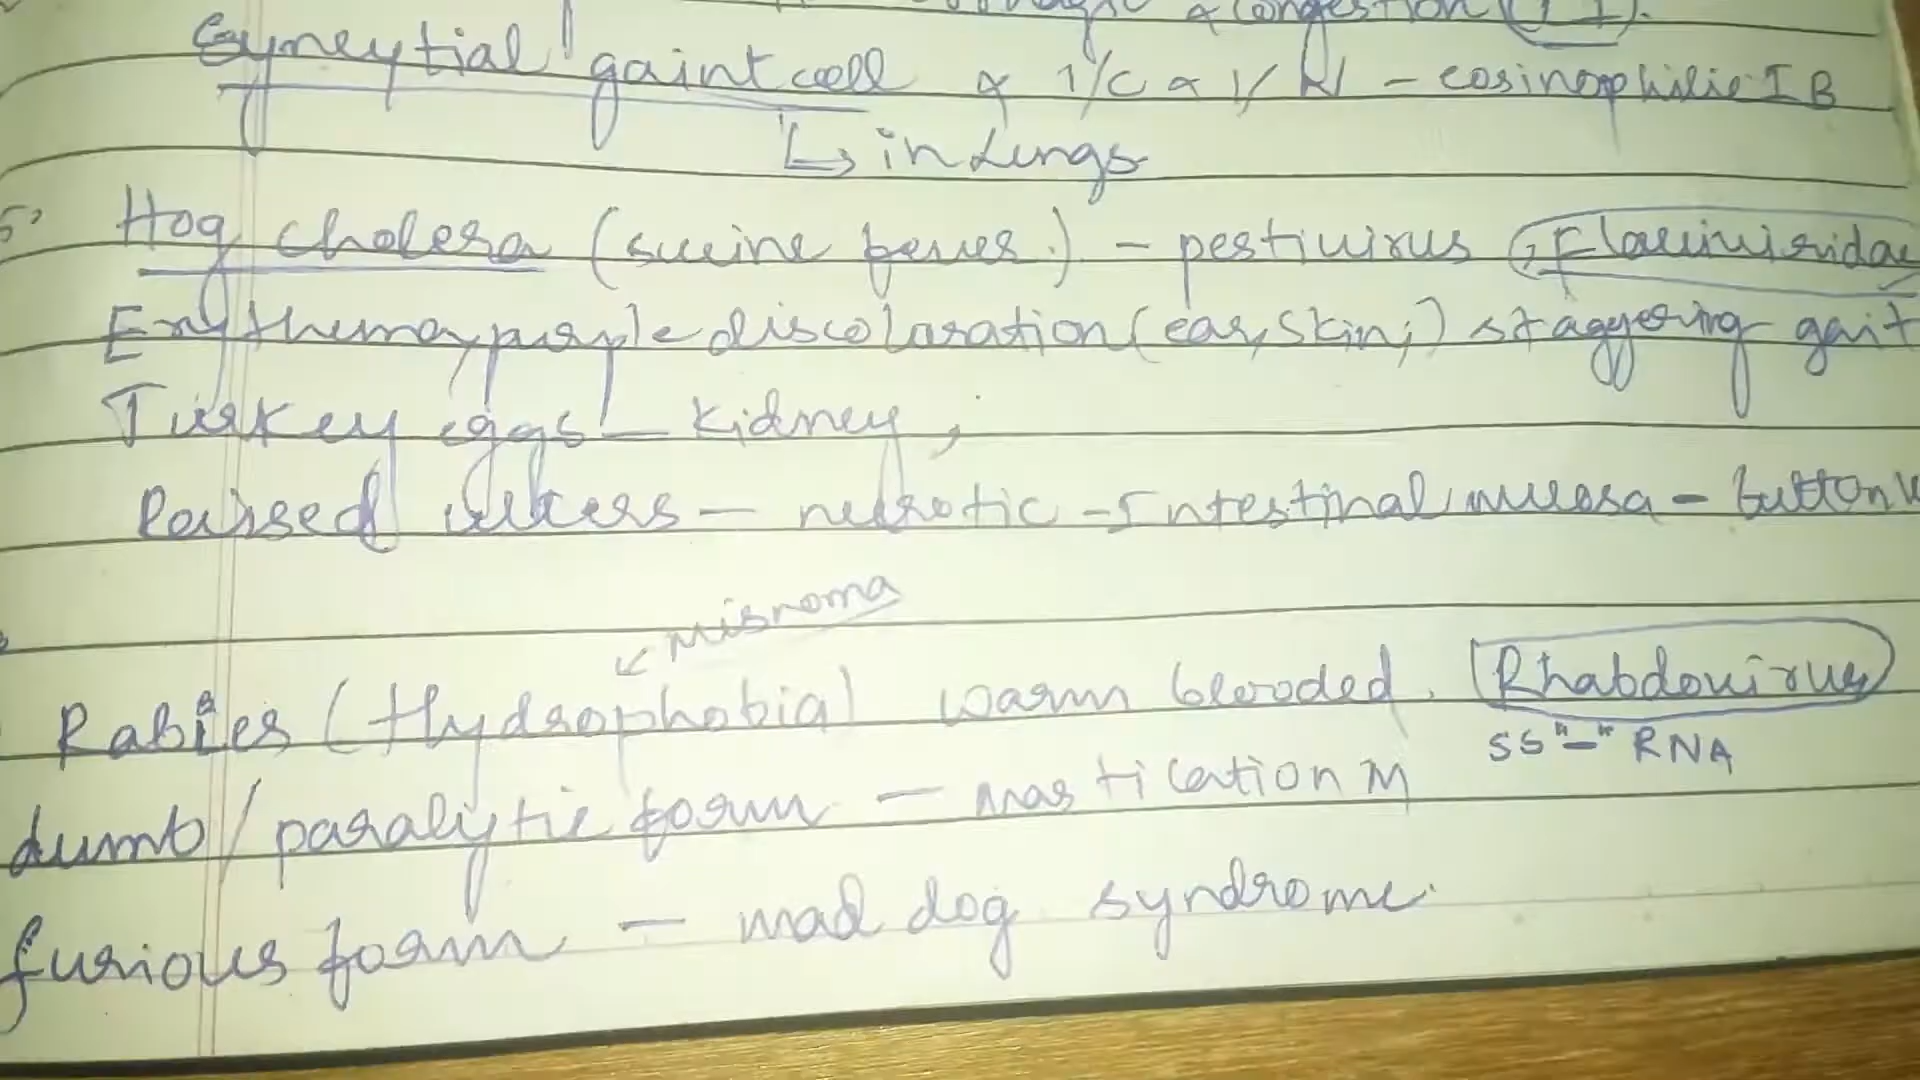 & Congestion
Syncytial gaint cell & I/C & I/N - eosinophilic IB
↳ in Lungs
5. Hog cholera (swine fever) - pestivirus, Flaviviridae
Erythema, purple discoloration (ear, skin,) staggering gait
Turkey eggs - kidney,
Raised ulcers - necrotic - Intestinal mucosa - button
misnoma
Rabies (Hydrophobia) warm blooded. Rhabdovirus
SS "-" RNA
dumb/paralytic form - mastication M
furious form - mad dog syndrome.